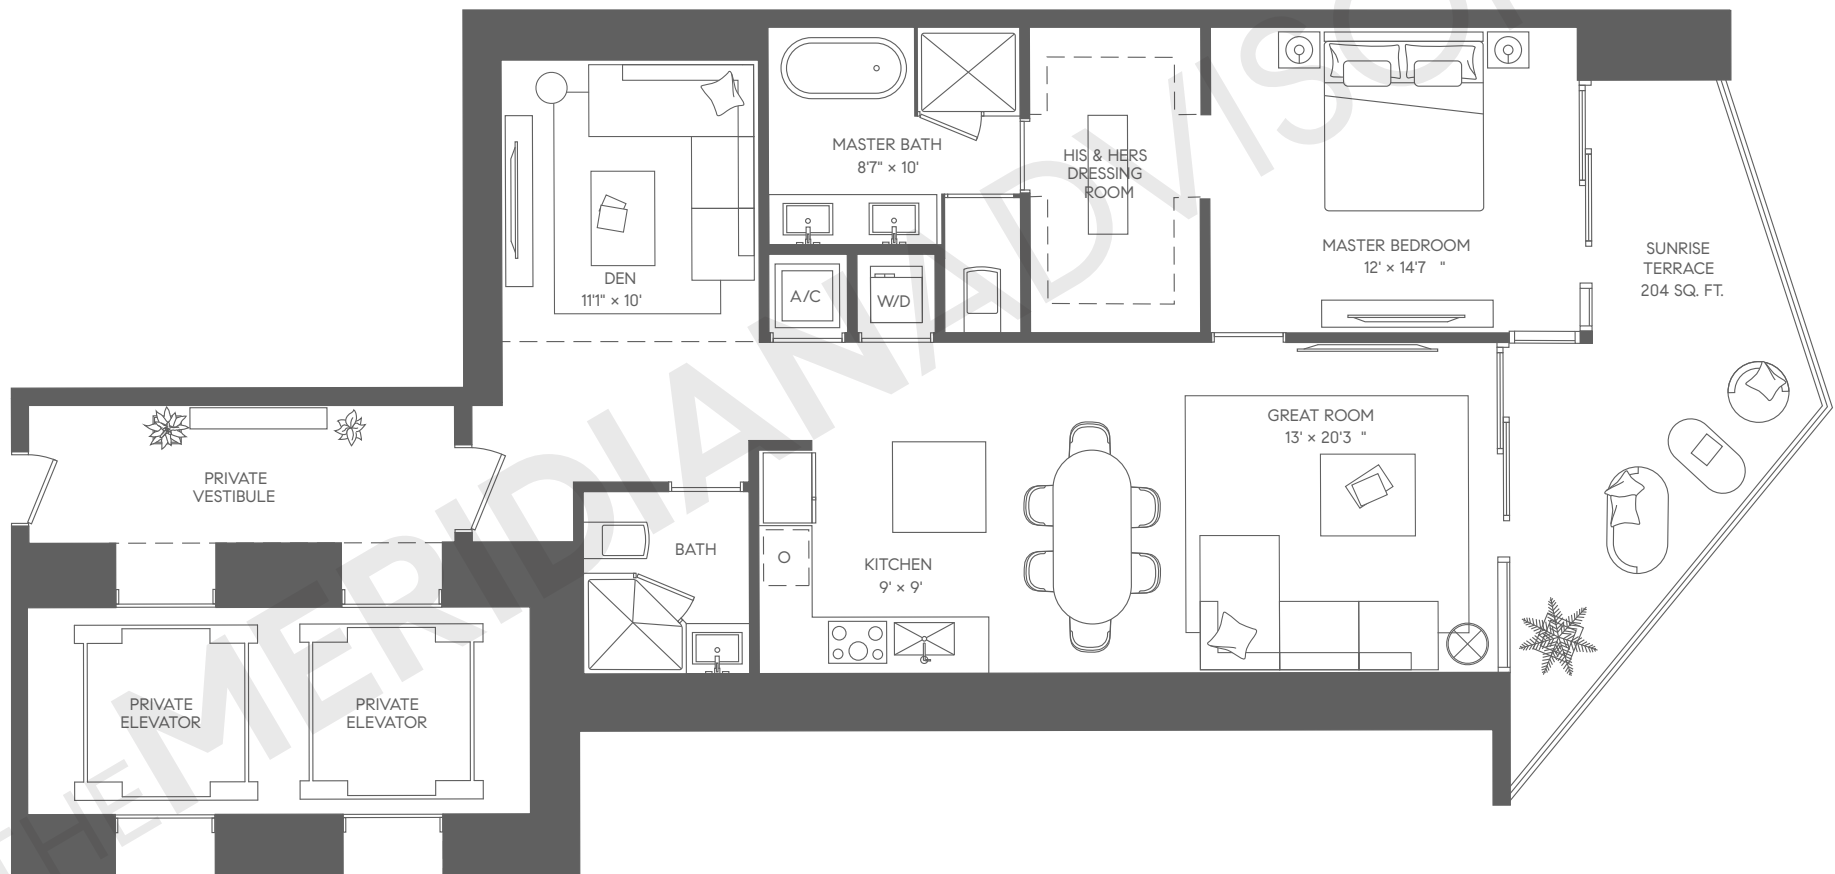 MASTER BATH
8'7" × 10'
HIS & HERS
DRESSING
ROOM
MASTER BEDROOM
12' × 14'7 "
SUNRISE
TERRACE
204 SQ. FT.
DEN
11'1" × 10'
A/C
W/D
GREAT ROOM
13' × 20'3 "
PRIVATE
VESTIBULE
BATH
KITCHEN
9' × 9'
PRIVATE
ELEVATOR
PRIVATE
ELEVATOR
THE MERIDIAN ADVISO